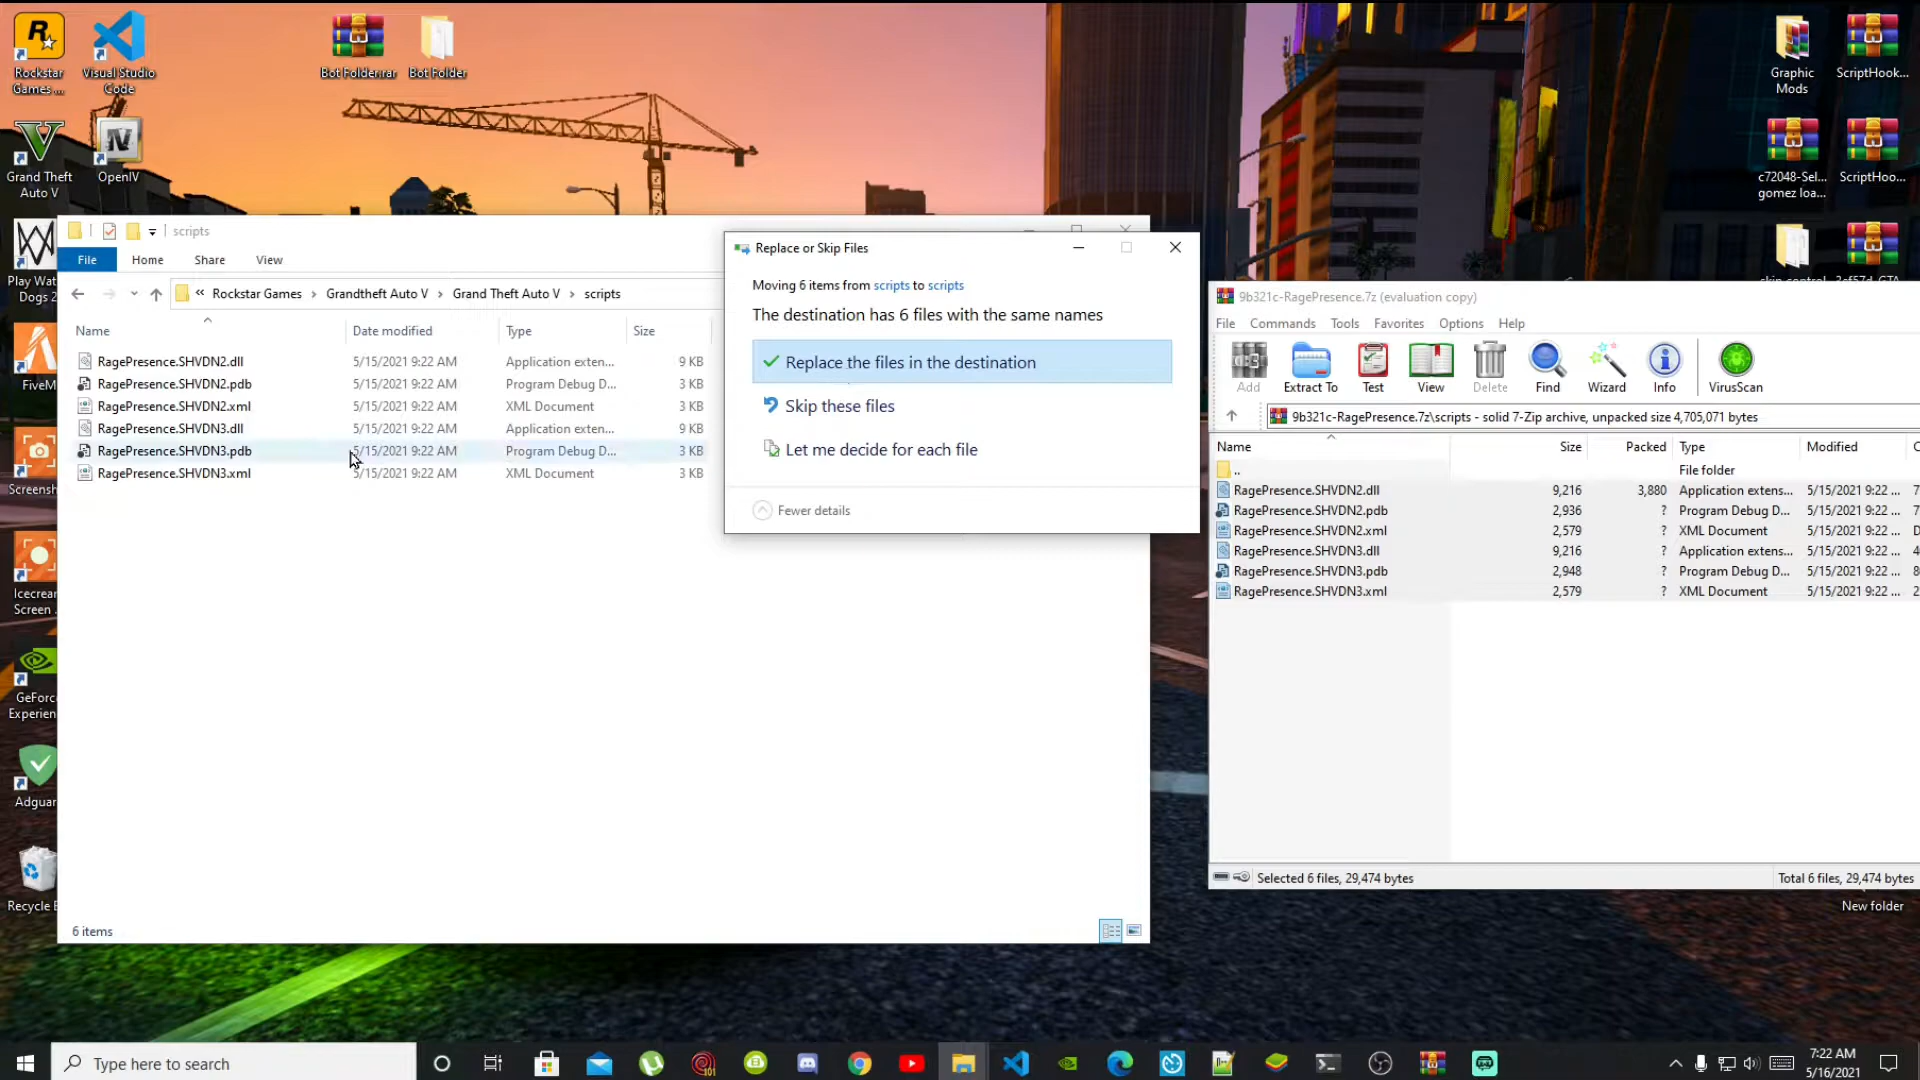 Rockstar
Games ...
Visual Studio
Code
Bot Folder.rar
Bot Folder
Graphic
Mods
ScriptHook...
Grand Theft
Auto V
OpenIV
c72048-Sel...
gomez loa...
ScriptHoo...
Play Wat
Dogs 2
FiveM
Screensh
Icecrear
Screen .
GeForc
Experien
Adguar
Recycle B
New folder
scripts
File
Home
Share
View
« Rockstar Games > Grandtheft Auto V > Grand Theft Auto V > scripts
Name
Date modified
Type
Size
RagePresence.SHVDN2.dll 5/15/2021 9:22 AM Application exten... 9 KB
RagePresence.SHVDN2.pdb 5/15/2021 9:22 AM Program Debug D... 3 KB
RagePresence.SHVDN2.xml 5/15/2021 9:22 AM XML Document 3 KB
RagePresence.SHVDN3.dll 5/15/2021 9:22 AM Application exten... 9 KB
RagePresence.SHVDN3.pdb 5/15/2021 9:22 AM Program Debug D... 3 KB
RagePresence.SHVDN3.xml 5/15/2021 9:22 AM XML Document 3 KB
6 items
Replace or Skip Files
Moving 6 items from scripts to scripts
The destination has 6 files with the same names
Replace the files in the destination
Skip these files
Let me decide for each file
Fewer details
9b321c-RagePresence.7z (evaluation copy)
File Commands Tools Favorites Options Help
Add Extract To Test View Delete Find Wizard Info VirusScan
9b321c-RagePresence.7z\scripts - solid 7-Zip archive, unpacked size 4,705,071 bytes
Name Size Packed Type Modified C
.. File folder
RagePresence.SHVDN2.dll 9,216 3,880 Application extens... 5/15/2021 9:22 ... 7
RagePresence.SHVDN2.pdb 2,936 ? Program Debug D... 5/15/2021 9:22 ... 7
RagePresence.SHVDN2.xml 2,579 ? XML Document 5/15/2021 9:22 ... D
RagePresence.SHVDN3.dll 9,216 ? Application extens... 5/15/2021 9:22 ... 4
RagePresence.SHVDN3.pdb 2,948 ? Program Debug D... 5/15/2021 9:22 ... 8
RagePresence.SHVDN3.xml 2,579 ? XML Document 5/15/2021 9:22 ... 2
Selected 6 files, 29,474 bytes
Total 6 files, 29,474 bytes
Type here to search
7:22 AM
5/16/2021